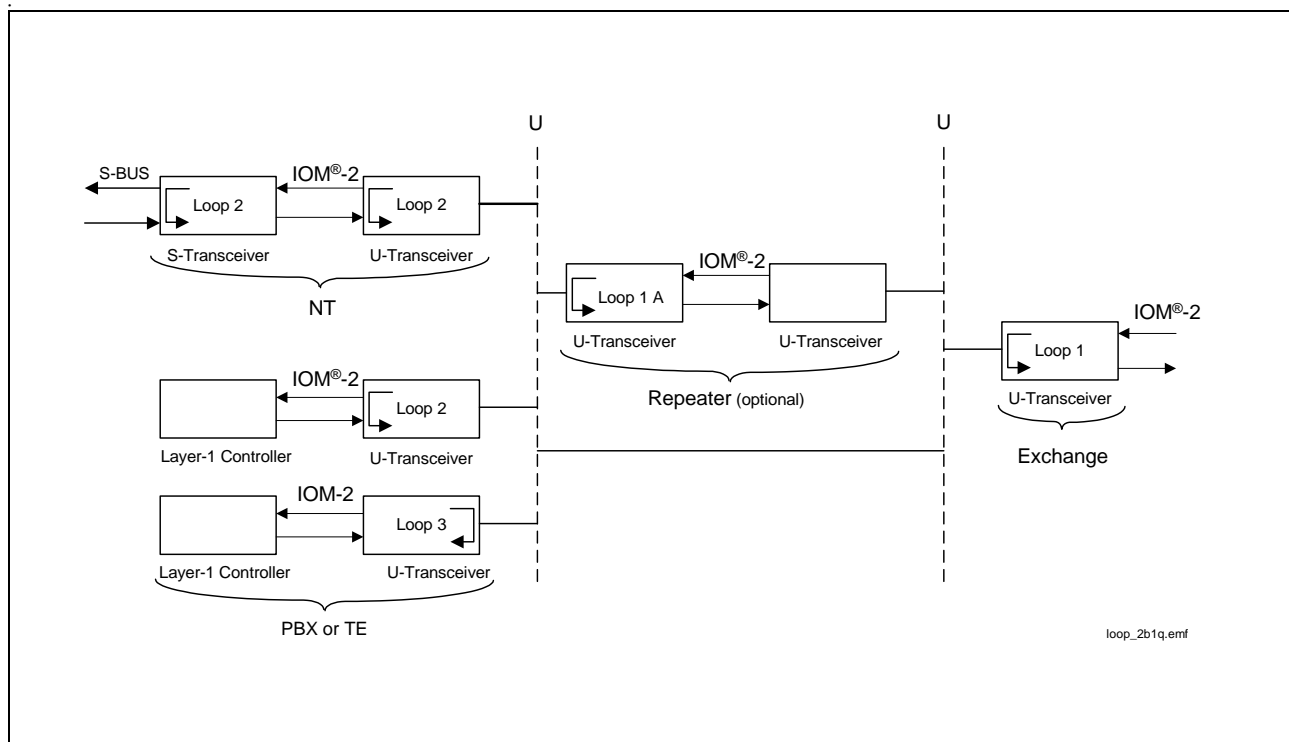 U
U
S-BUS
IOM®-2
Loop 2
Loop 2
S-Transceiver
U-Transceiver
NT
IOM®-2
Loop 1 A
U-Transceiver
U-Transceiver
Repeater (optional)
IOM®-2
Loop 1
U-Transceiver
Exchange
IOM®-2
Loop 2
Layer-1 Controller
U-Transceiver
IOM-2
Loop 3
Layer-1 Controller
U-Transceiver
PBX or TE
loop_2b1q.emf